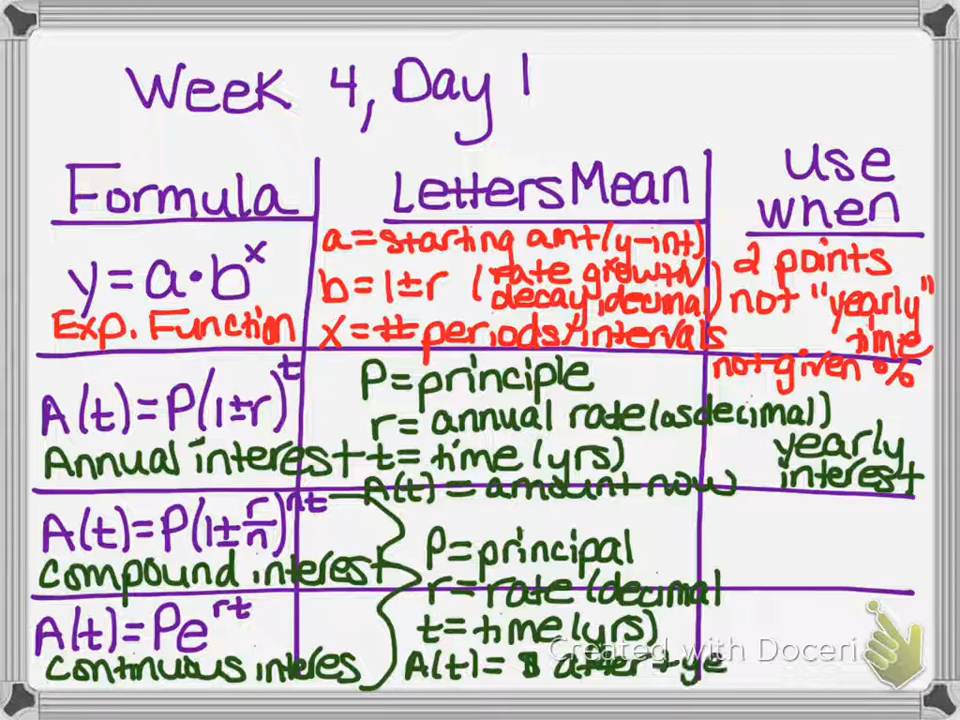 Week 4, Day 1
Formula
Letters Mean
Use when
y = a · b^x
Exp. Function
a = starting amt (y-int)
b = 1 ± r (rate growth/decay decimal)
x = # periods/intervals
2 points
not "yearly"
time
not given %
A(t) = P(1±r)^t
Annual interest
P = principle
r = annual rate (as decimal)
t = time (yrs)
A(t) = amount now
yearly
interest
A(t) = P(1± r/n)^nt
compound interest
A(t) = Pe^rt
continuous interes
P = principal
r = rate (decimal
t = time (yrs)
A(t) = $ after t ye
Created with Doceri